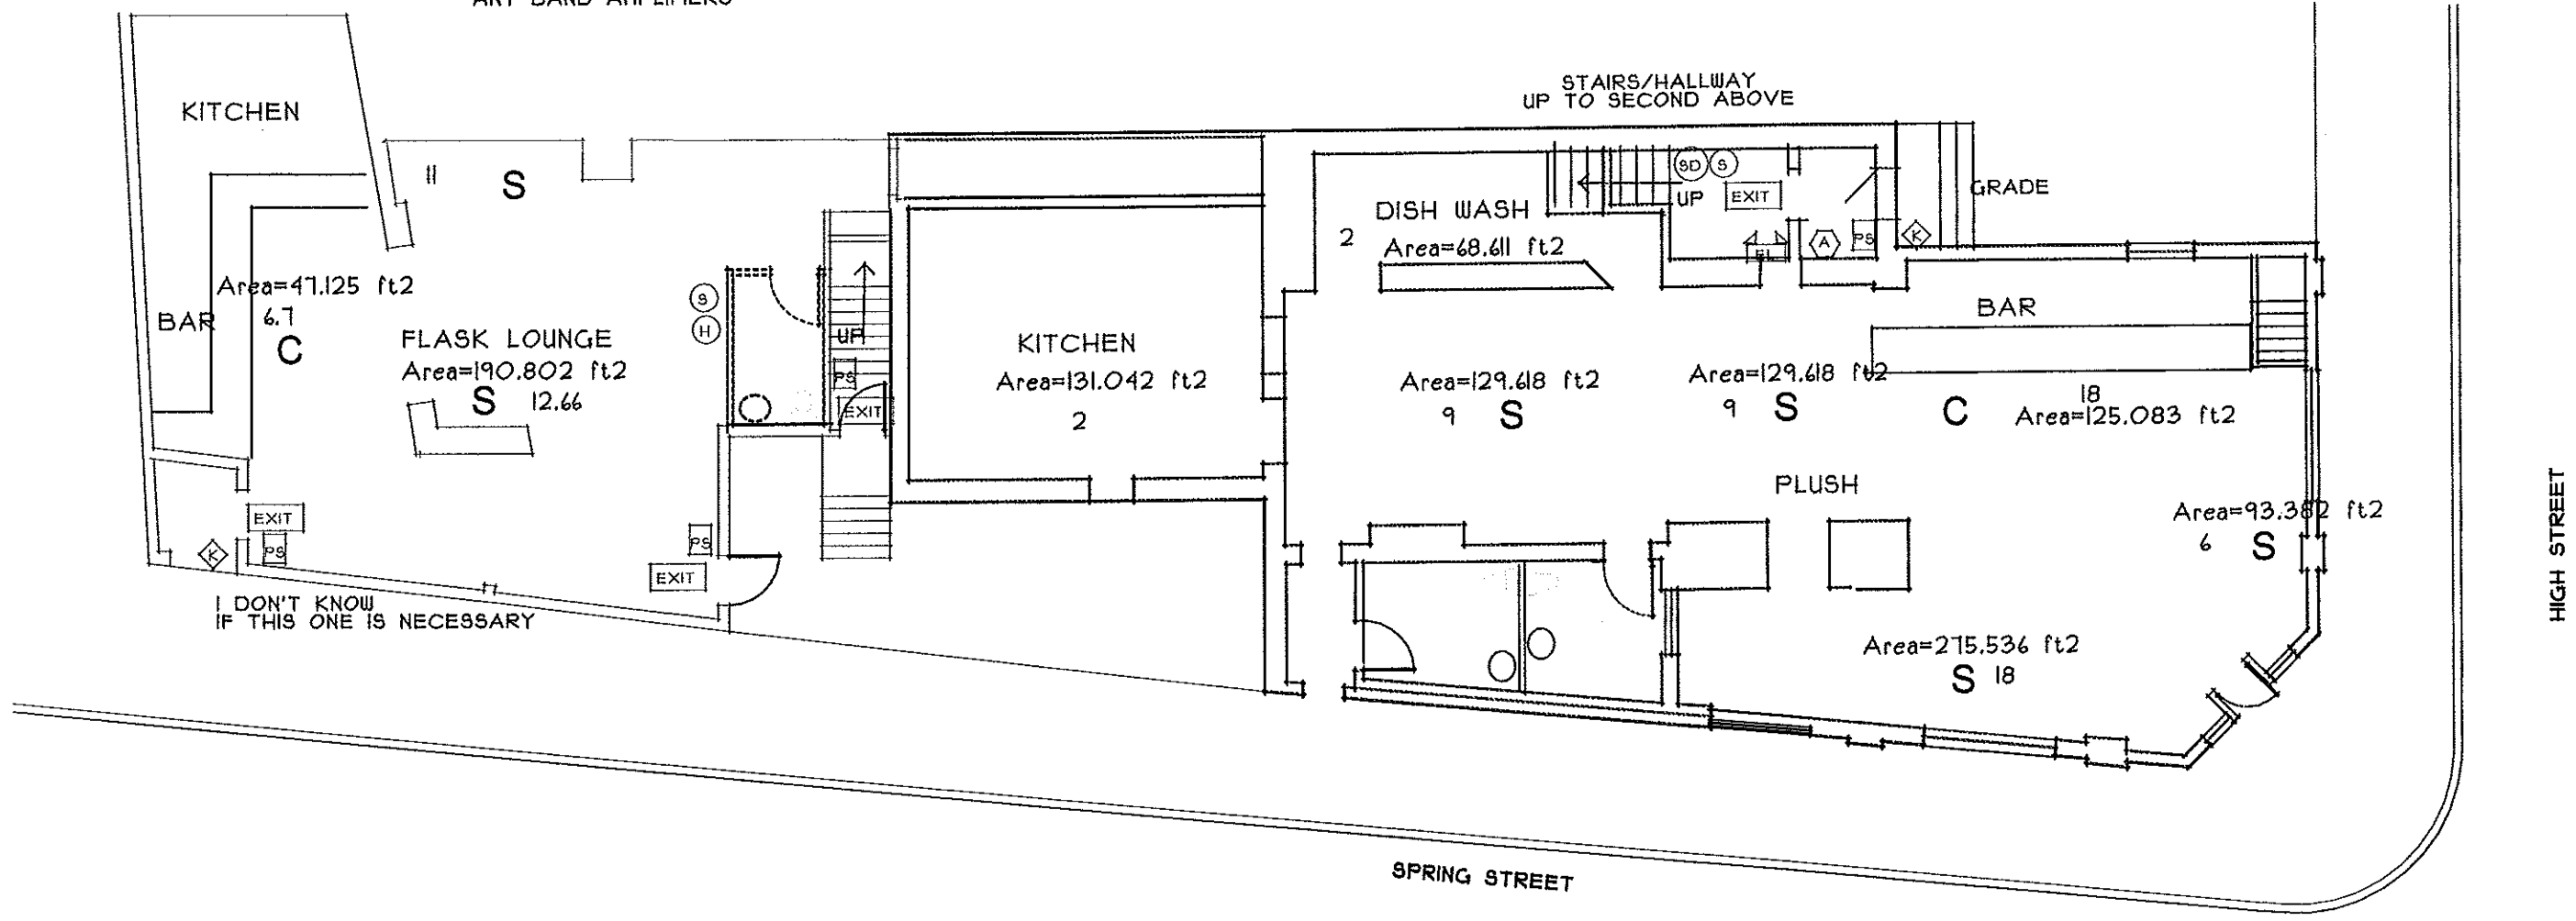 KITCHEN
11
S
Area=47.125 ft2
6.7
C
BAR
FLASK LOUNGE
Area=190.802 ft2
S 12.66
S
H
UP
PS
EXIT
EXIT
PS
K
PS
EXIT
I DON'T KNOW
IF THIS ONE IS NECESSARY
KITCHEN
Area=131.042 ft2
2
STAIRS/HALLWAY
UP TO SECOND ABOVE
SD S
UP
EXIT
GRADE
DISH WASH
2
Area=68.611 ft2
EL
A
PS
K
BAR
Area=129.618 ft2
9 S
Area=129.618 ft2
9 S
C
18
Area=125.083 ft2
PLUSH
Area=93.382 ft2
6 S
Area=275.536 ft2
S 18
HIGH STREET
SPRING STREET